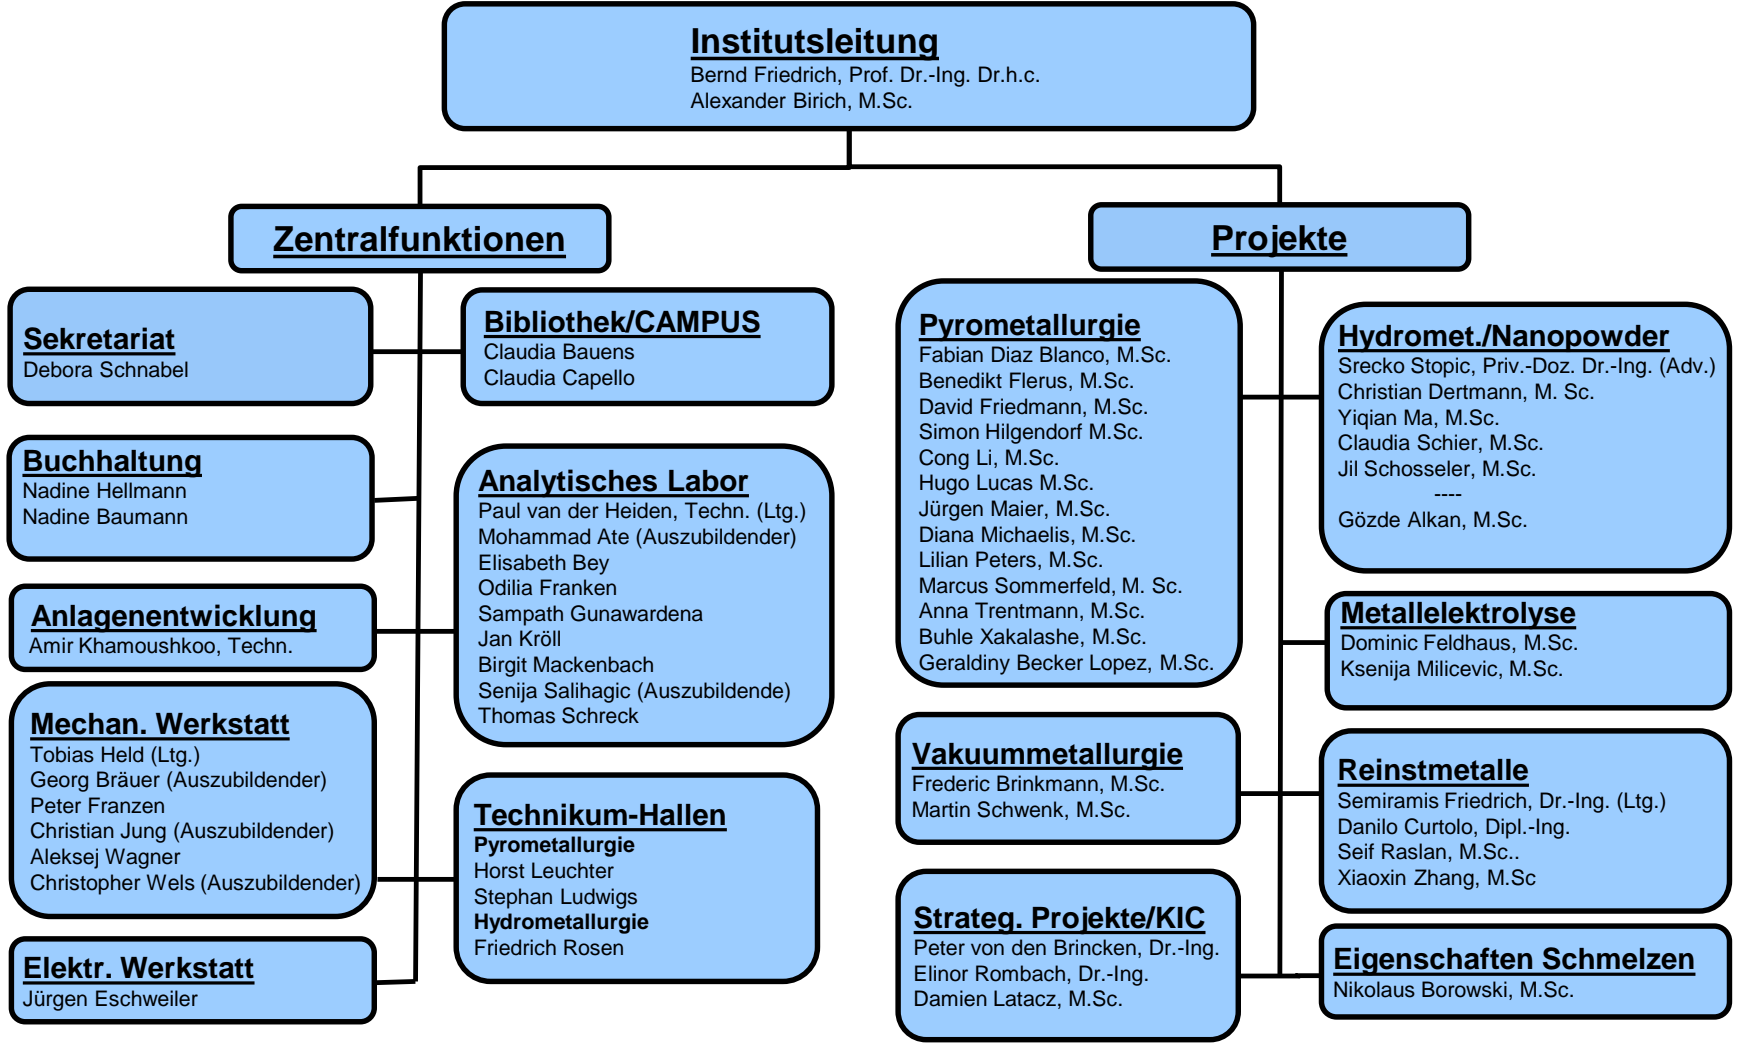 Institutsleitung
Bernd Friedrich, Prof. Dr.-Ing. Dr.h.c.
Alexander Birich, M.Sc.
Zentralfunktionen
Sekretariat
Debora Schnabel
Bibliothek/CAMPUS
Claudia Bauens
Claudia Capello
Buchhaltung
Nadine Hellmann
Nadine Baumann
Analytisches Labor
Paul van der Heiden, Techn. (Ltg.)
Mohammad Ate (Auszubildender)
Elisabeth Bey
Odilia Franken
Sampath Gunawardena
Jan Kröll
Birgit Mackenbach
Senija Salihagic (Auszubildende)
Thomas Schreck
Anlagenentwicklung
Amir Khamoushkoo, Techn.
Mechan. Werkstatt
Tobias Held (Ltg.)
Georg Bräuer (Auszubildender)
Peter Franzen
Christian Jung (Auszubildender)
Aleksej Wagner
Christopher Wels (Auszubildender)
Technikum-Hallen
Pyrometallurgie
Horst Leuchter
Stephan Ludwigs
Hydrometallurgie
Friedrich Rosen
Elektr. Werkstatt
Jürgen Eschweiler
Projekte
Pyrometallurgie
Fabian Diaz Blanco, M.Sc.
Benedikt Flerus, M.Sc.
David Friedmann, M.Sc.
Simon Hilgendorf M.Sc.
Cong Li, M.Sc.
Hugo Lucas M.Sc.
Jürgen Maier, M.Sc.
Diana Michaelis, M.Sc.
Lilian Peters, M.Sc.
Marcus Sommerfeld, M. Sc.
Anna Trentmann, M.Sc.
Buhle Xakalashe, M.Sc.
Geraldiny Becker Lopez, M.Sc.
Hydromet./Nanopowder
Srecko Stopic, Priv.-Doz. Dr.-Ing. (Adv.)
Christian Dertmann, M. Sc.
Yiqian Ma, M.Sc.
Claudia Schier, M.Sc.
Jil Schosseler, M.Sc.
----
Gözde Alkan, M.Sc.
Metallelektrolyse
Dominic Feldhaus, M.Sc.
Ksenija Milicevic, M.Sc.
Vakuummetallurgie
Frederic Brinkmann, M.Sc.
Martin Schwenk, M.Sc.
Reinstmetalle
Semiramis Friedrich, Dr.-Ing. (Ltg.)
Danilo Curtolo, Dipl.-Ing.
Seif Raslan, M.Sc..
Xiaoxin Zhang, M.Sc
Strateg. Projekte/KIC
Peter von den Brincken, Dr.-Ing.
Elinor Rombach, Dr.-Ing.
Damien Latacz, M.Sc.
Eigenschaften Schmelzen
Nikolaus Borowski, M.Sc.